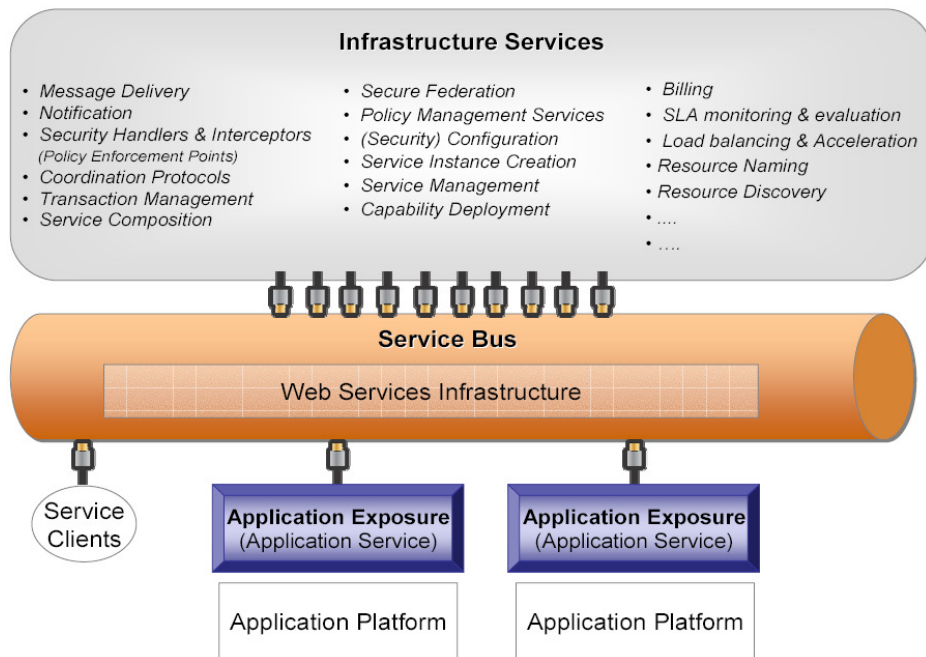 Infrastructure Services
• Message Delivery
• Notification
• Security Handlers & Interceptors
(Policy Enforcement Points)
• Coordination Protocols
• Transaction Management
• Service Composition
• Secure Federation
• Policy Management Services
• (Security) Configuration
• Service Instance Creation
• Service Management
• Capability Deployment
• Billing
• SLA monitoring & evaluation
• Load balancing & Acceleration
• Resource Naming
• Resource Discovery
• ....
• ....
Service Bus
Web Services Infrastructure
Service
Clients
Application Exposure
(Application Service)
Application Platform
Application Exposure
(Application Service)
Application Platform